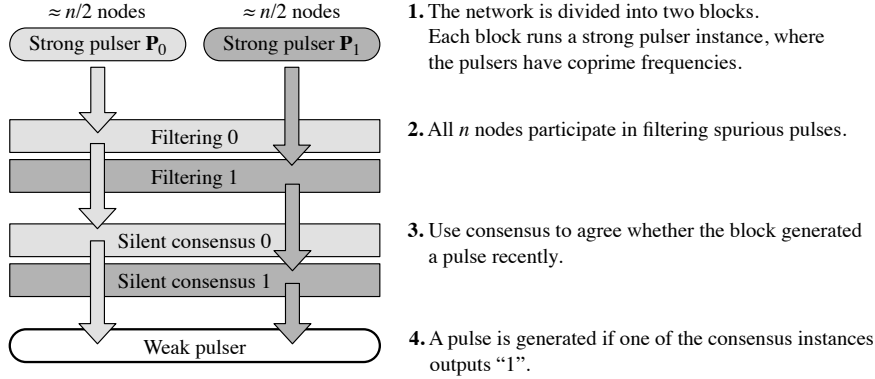 ≈ n/2 nodes
≈ n/2 nodes
Strong pulser P₀
Strong pulser P₁
Filtering 0
Filtering 1
Silent consensus 0
Silent consensus 1
Weak pulser
1. The network is divided into two blocks.
Each block runs a strong pulser instance, where
the pulsers have coprime frequencies.
2. All n nodes participate in filtering spurious pulses.
3. Use consensus to agree whether the block generated
a pulse recently.
4. A pulse is generated if one of the consensus instances
outputs “1”.